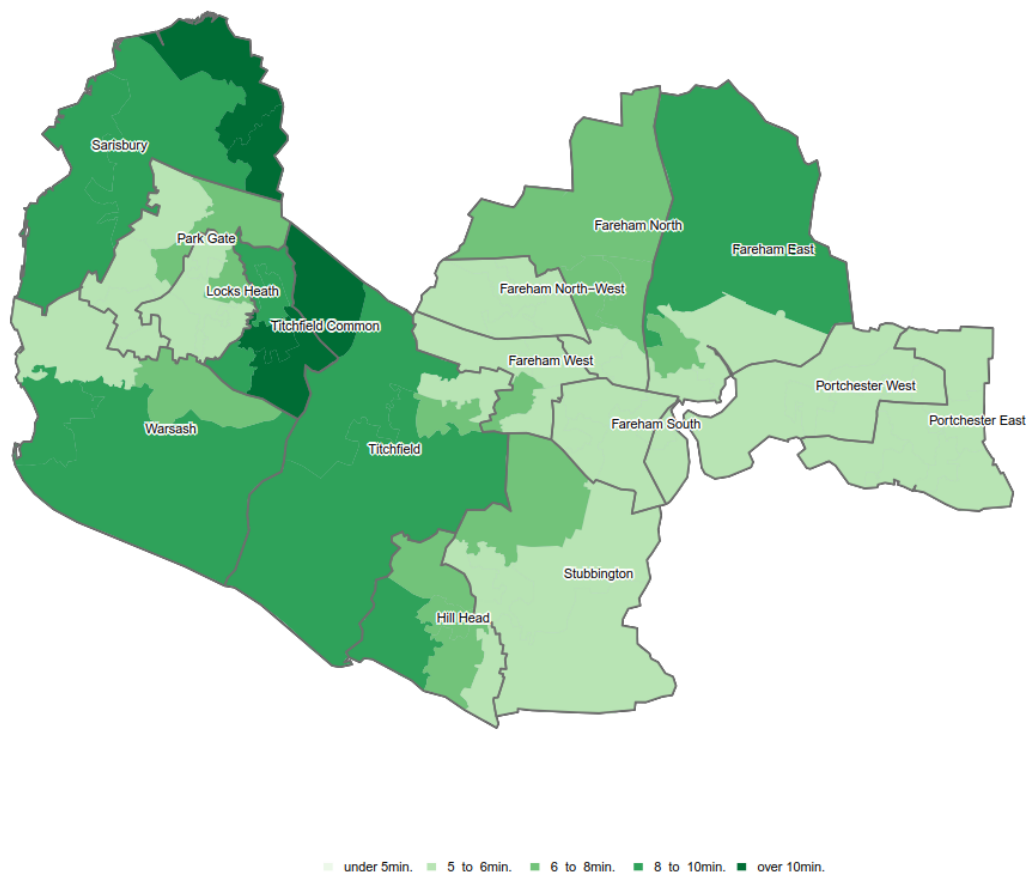 Sarisbury
Fareham North
Park Gate
Fareham East
Locks Heath
Fareham North−West
Titchfield Common
Fareham West
Portchester West
Portchester East
Fareham South
Warsash
Titchfield
Stubbington
Hill Head
under 5min. 5 to 6min. 6 to 8min. 8 to 10min. over 10min.